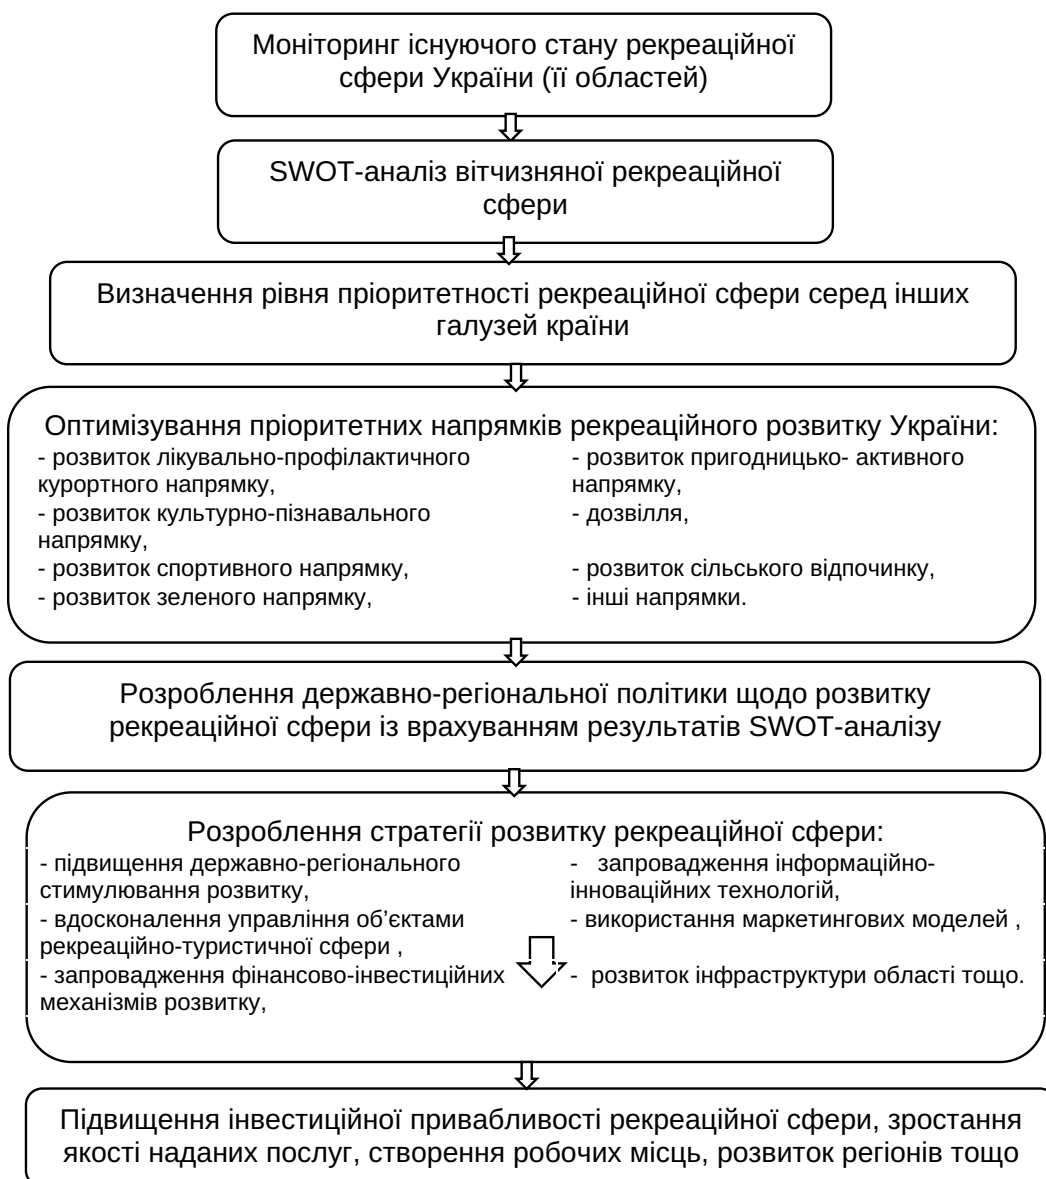 Моніторинг існуючого стану рекреаційної
сфери України (її областей)
SWOT-аналіз вітчизняної рекреаційної
сфери
Визначення рівня пріоритетності рекреаційної сфери серед інших
галузей країни
Оптимізування пріоритетних напрямків рекреаційного розвитку України:
- розвиток лікувально-профілактичного
курортного напрямку,
- розвиток культурно-пізнавального
напрямку,
- розвиток спортивного напрямку,
- розвиток зеленого напрямку,
- розвиток пригодницько- активного
напрямку,
- дозвілля,
- розвиток сільського відпочинку,
- інші напрямки.
Розроблення державно-регіональної політики щодо розвитку
рекреаційної сфери із врахуванням результатів SWOT-аналізу
Розроблення стратегії розвитку рекреаційної сфери:
- підвищення державно-регіонального
стимулювання розвитку,
- вдосконалення управління об’єктами
рекреаційно-туристичної сфери ,
- запровадження фінансово-інвестиційних
механізмів розвитку,
- запровадження інформаційно-
інноваційних технологій,
- використання маркетингових моделей ,
- розвиток інфраструктури області тощо.
Підвищення інвестиційної привабливості рекреаційної сфери, зростання
якості наданих послуг, створення робочих місць, розвиток регіонів тощо